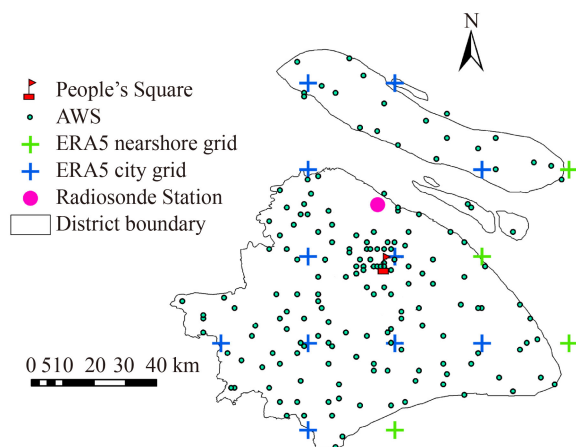 N
People's Square
AWS
ERA5 nearshore grid
ERA5 city grid
Radiosonde Station
District boundary
0 510 20 30 40 km